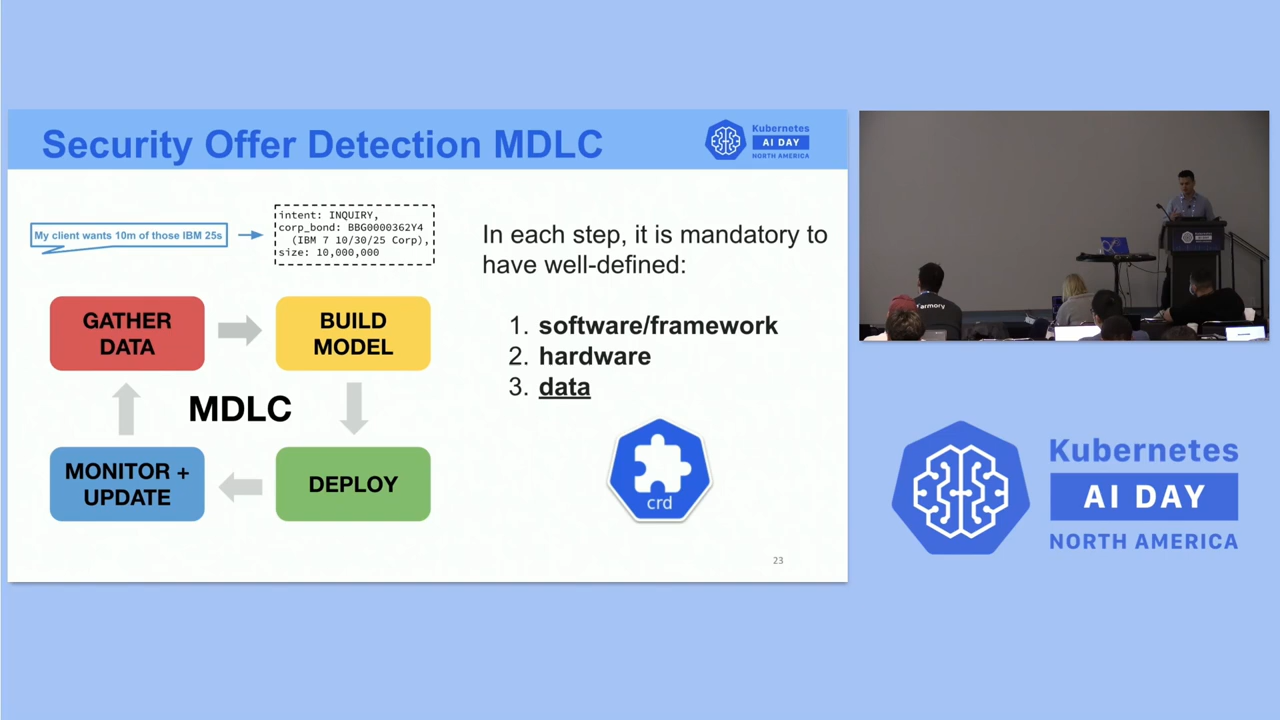 Security Offer Detection MDLC
Kubernetes
AI DAY
NORTH AMERICA
My client wants 10m of those IBM 25s
intent: INQUIRY,
corp_bond: BBG0000362Y4
(IBM 7 10/30/25 Corp),
size: 10,000,000
GATHER
DATA
BUILD
MODEL
MDLC
MONITOR +
UPDATE
DEPLOY
In each step, it is mandatory to
have well-defined:
1. software/framework
2. hardware
3. data
crd
23
armory
Kubernetes
AI DAY
NORTH AMERICA